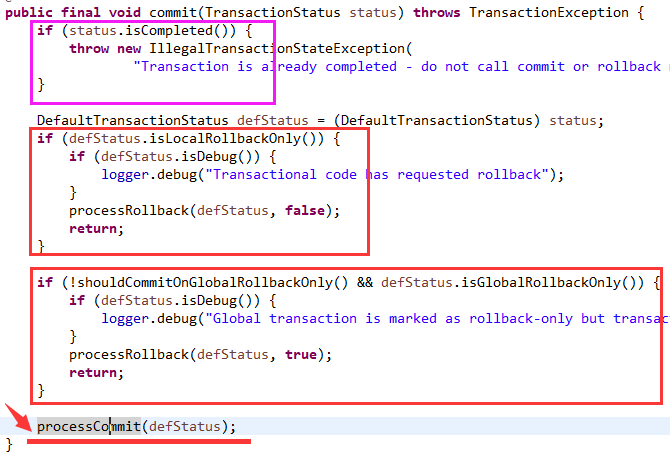 public final void commit(TransactionStatus status) throws TransactionException {
if (status.isCompleted()) {
throw new IllegalTransactionStateException(
"Transaction is already completed - do not call commit or rollback
}
DefaultTransactionStatus defStatus = (DefaultTransactionStatus) status;
if (defStatus.isLocalRollbackOnly()) {
if (defStatus.isDebug()) {
logger.debug("Transactional code has requested rollback");
}
processRollback(defStatus, false);
return;
}
if (!shouldCommitOnGlobalRollbackOnly() && defStatus.isGlobalRollbackOnly()) {
if (defStatus.isDebug()) {
logger.debug("Global transaction is marked as rollback-only but transac
}
processRollback(defStatus, true);
return;
}
processCommit(defStatus);
}